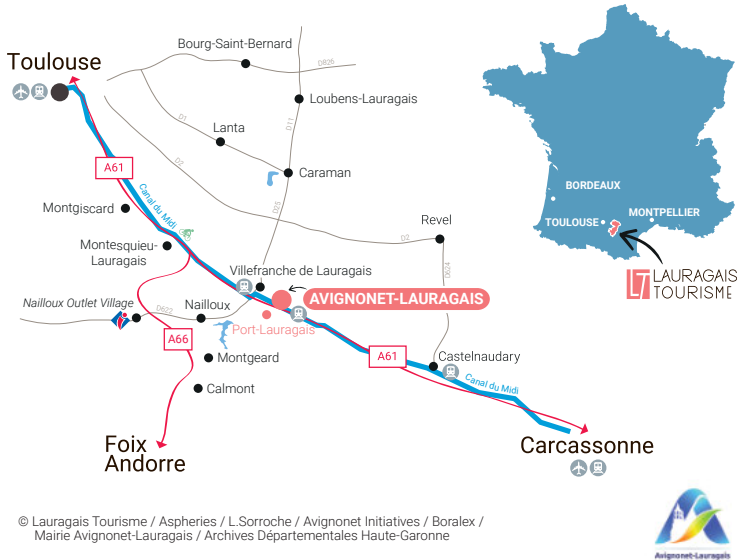 Toulouse
Bourg-Saint-Bernard
D826
Loubens-Lauragais
D1
D11
Lanta
Caraman
D2
A61
Canal du Midi
Montgiscard
D25
Revel
D2
Montesquieu-
Lauragais
D624
Villefranche de Lauragais
AVIGNONET-LAURAGAIS
Nailloux Outlet Village
D622
Nailloux
Port-Lauragais
A66
Montgeard
A61
Castelnaudary
Calmont
Canal du Midi
Foix
Andorre
Carcassonne
BORDEAUX
TOULOUSE
MONTPELLIER
LT
LAURAGAIS
TOURISME
© Lauragais Tourisme / Aspheries / L.Sorroche / Avignonet Initiatives / Boralex /
Mairie Avignonet-Lauragais / Archives Départementales Haute-Garonne
Avignonet-Lauragais